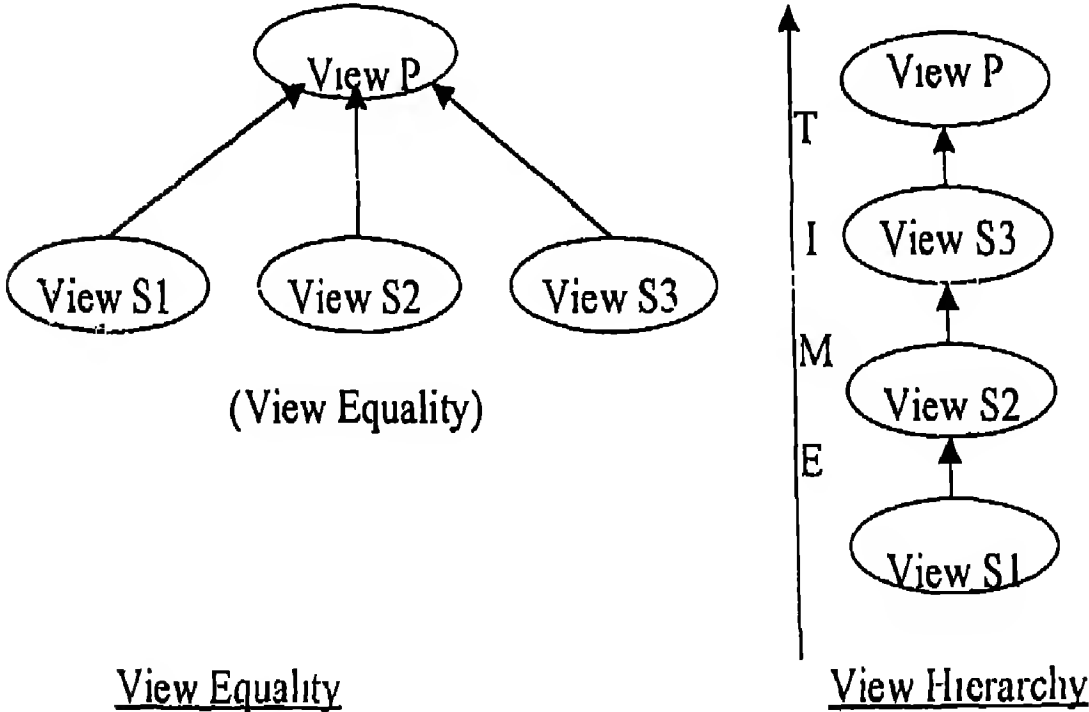 View P
View S1
View S2
View S3
(View Equality)
View Equality
T
I
M
E
View P
View S3
View S2
View S1
View Hierarchy